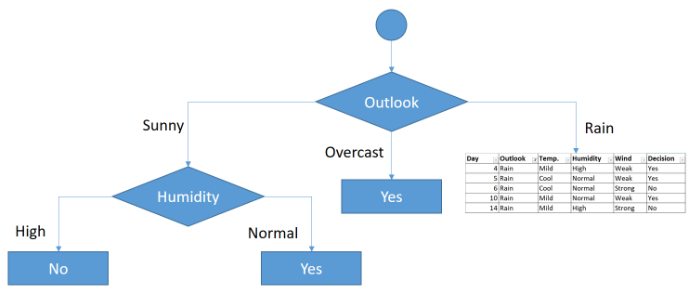 Outlook
Sunny
Overcast
Rain
Day Outlook Temp. Humidity Wind Decision
4 Rain Mild High Weak Yes
5 Rain Cool Normal Weak Yes
6 Rain Cool Normal Strong No
10 Rain Mild Normal Weak Yes
14 Rain Mild High Strong No
Humidity
Yes
High
Normal
No
Yes